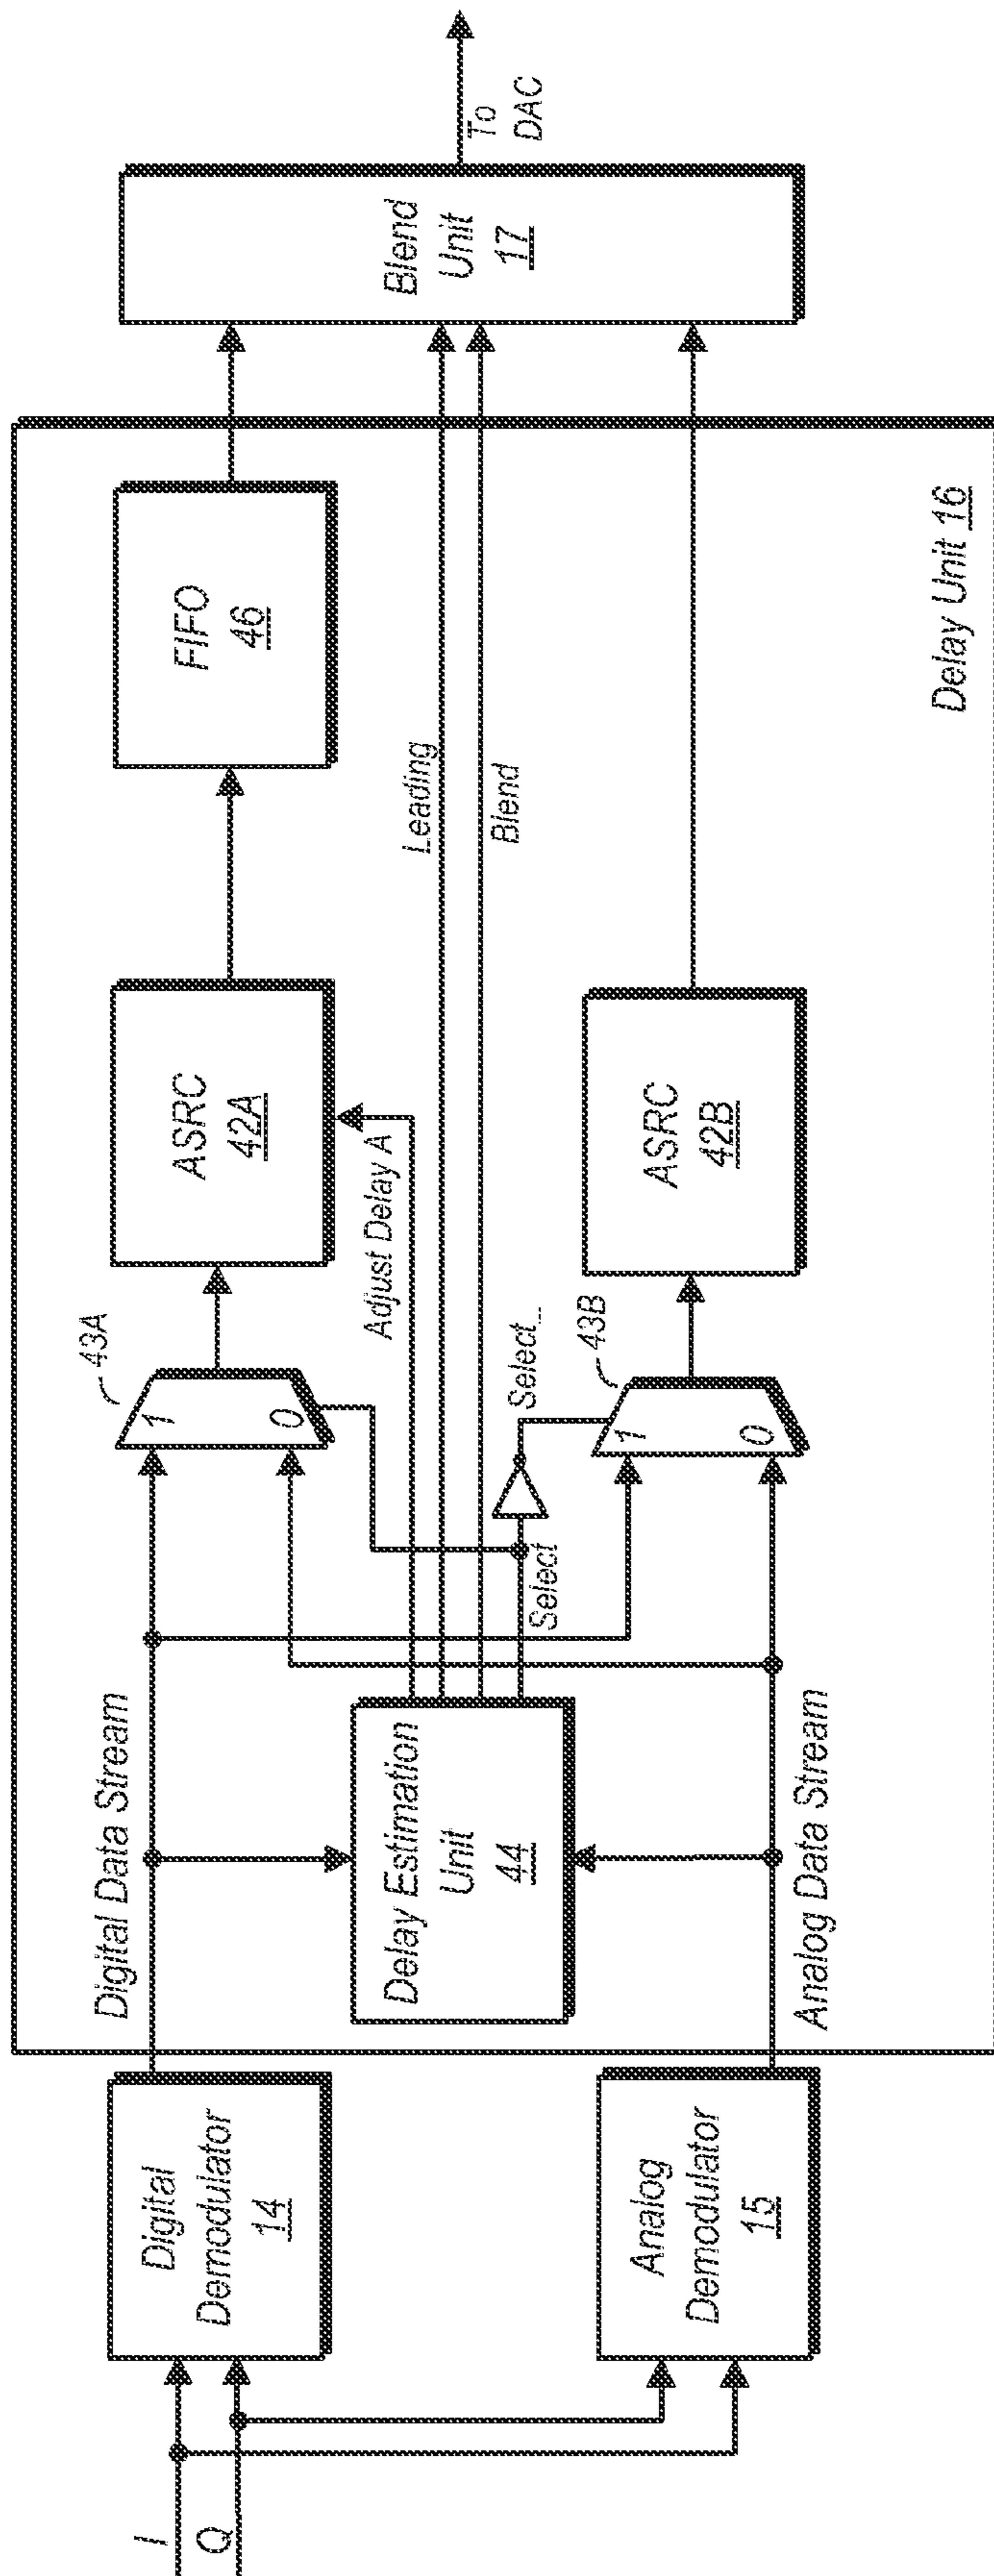 I
Q
Digital
Demodulator
14
Analog
Demodulator
15
Digital Data Stream
Analog Data Stream
Delay Estimation
Unit
44
Select
Select_
Adjust Delay A
Leading
Blend
43A
1
0
43B
1
0
ASRC
42A
ASRC
42B
FIFO
46
Delay Unit 16
Blend
Unit
17
To
DAC